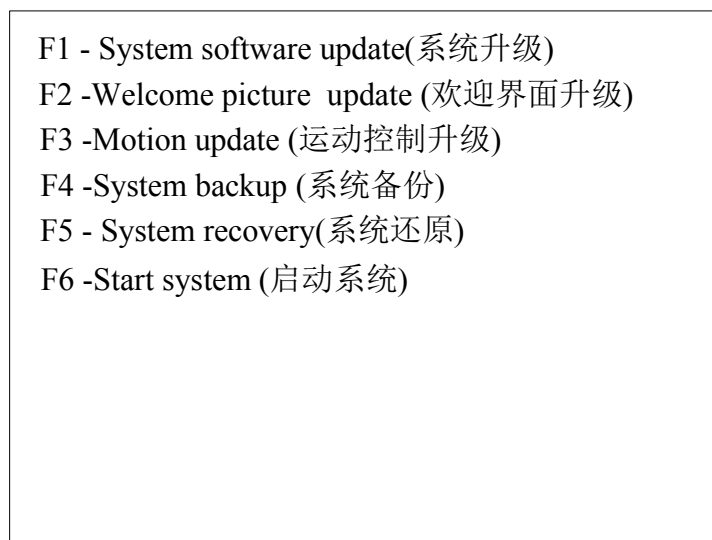 F1 - System software update(系统升级)
F2 -Welcome picture  update (欢迎界面升级)
F3 -Motion update (运动控制升级)
F4 -System backup (系统备份)
F5 - System recovery(系统还原)
F6 -Start system (启动系统)